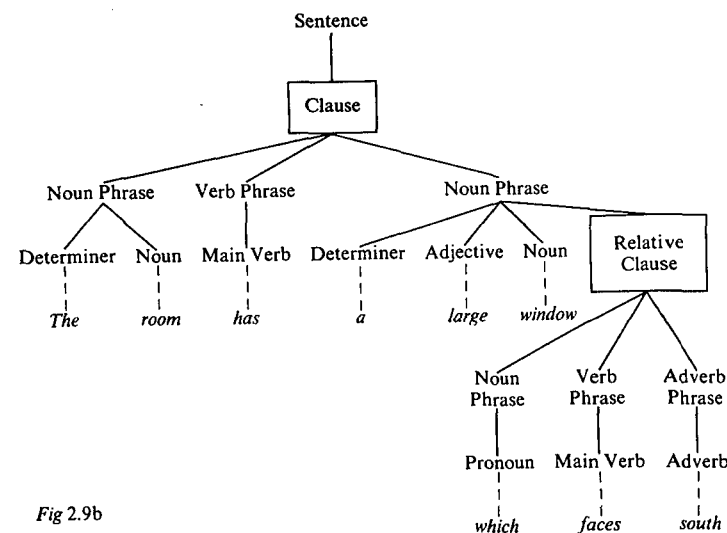 Sentence
Clause
Noun Phrase Verb Phrase Noun Phrase
Determiner Noun Main Verb Determiner Adjective Noun Relative
Clause
The room has a large window
Noun Verb Adverb
Phrase Phrase Phrase
Pronoun Main Verb Adverb
Fig 2.9b
which faces south